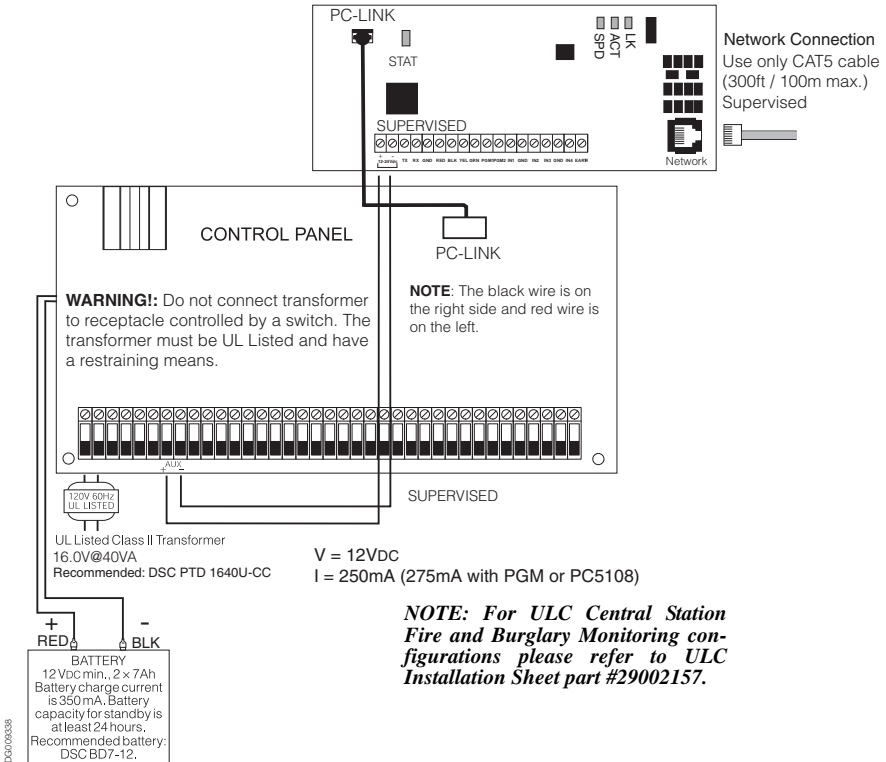 PC-LINK
STAT
SPD
ACT
LK
Network Connection
Use only CAT5 cable
(300ft / 100m max.)
Supervised
SUPERVISED
+ -
TX RX GND RED BLK YEL GRN PGM1 PGM2 IN1 GND IN2 IN3 GND IN4 EARTH
Network
CONTROL PANEL
PC-LINK
WARNING!: Do not connect transformer
to receptacle controlled by a switch. The
transformer must be UL Listed and have
a restraining means.
NOTE: The black wire is on
the right side and red wire is
on the left.
+ AUX -
SUPERVISED
120V 60Hz
UL LISTED
UL Listed Class II Transformer
16.0V@40VA
Recommended: DSC PTD 1640U-CC
V = 12VDC
I = 250mA (275mA with PGM or PC5108)
NOTE: For ULC Central Station
Fire and Burglary Monitoring con-
figurations please refer to ULC
Installation Sheet part #29002157.
+ -
RED BLK
BATTERY
12 VDC min., 2 x 7Ah
Battery charge current
is 350 mA. Battery
capacity for standby is
at least 24 hours.
Recommended battery:
DSC BD7-12.
DG009338